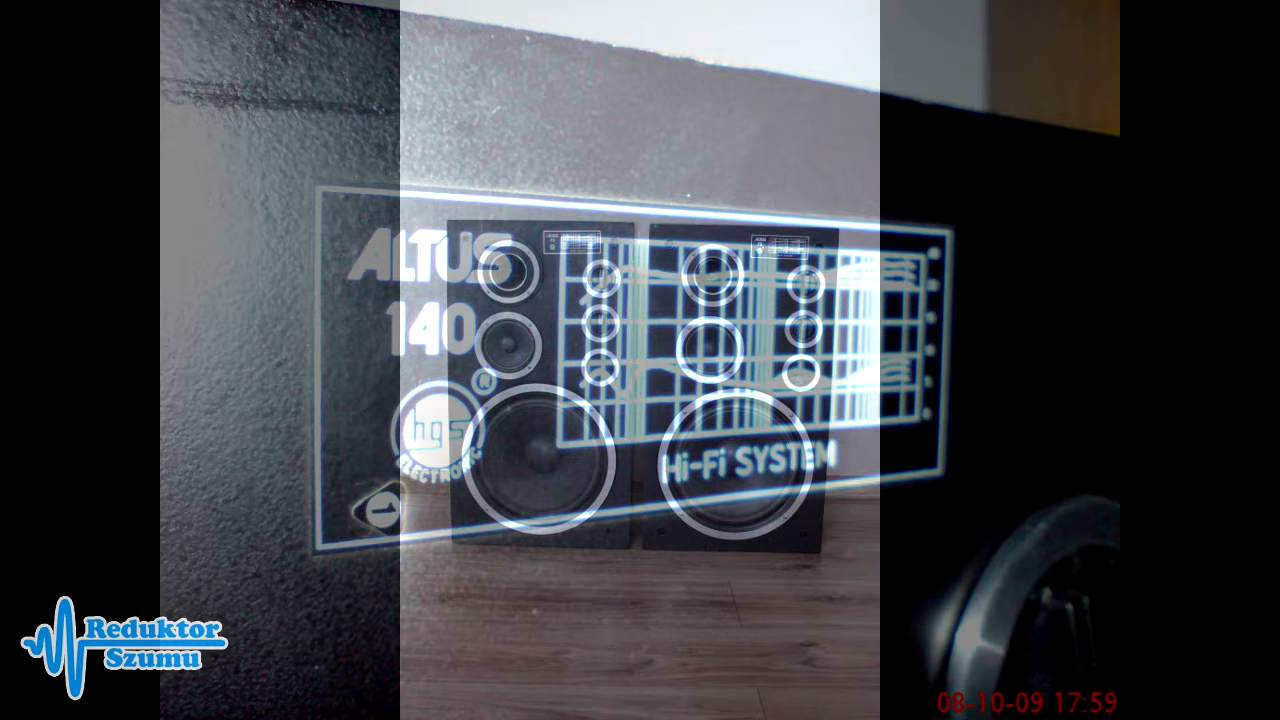 ALTUS
140
®
hgs
ELECTRONIC
1
Hi-Fi SYSTEM
Reduktor
Szumu
08-10-09 17:59